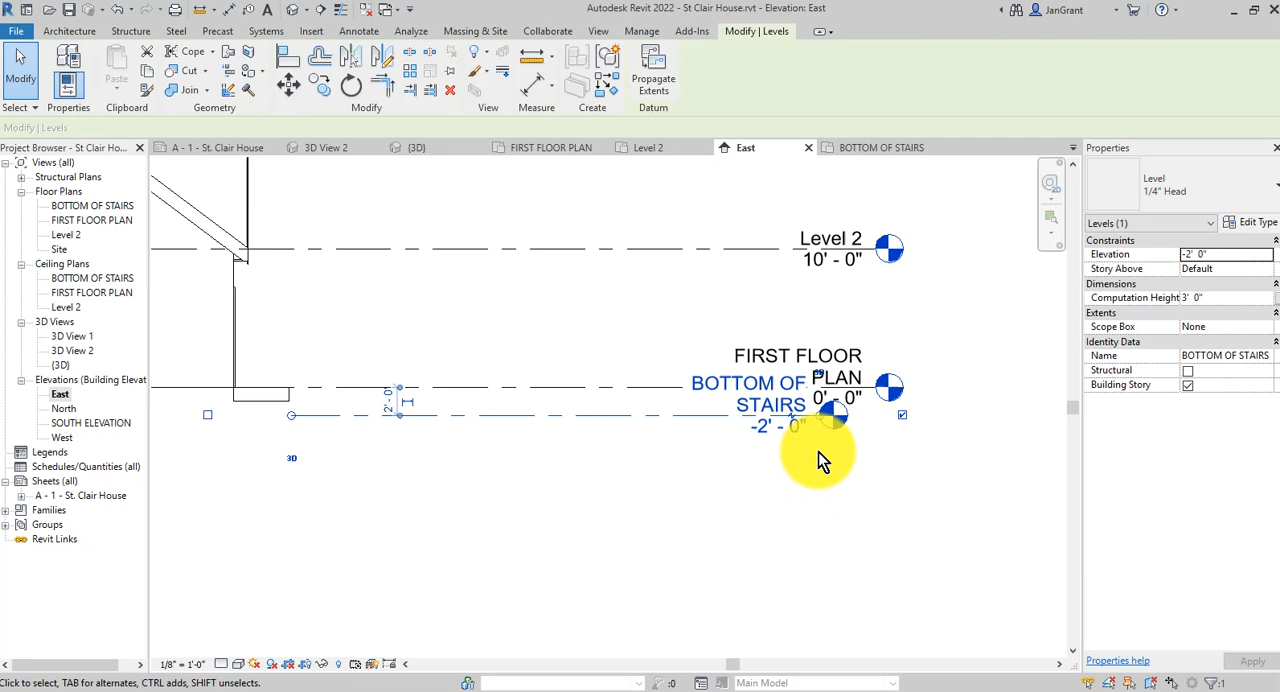 Autodesk Revit 2022 - St Clair House.rvt - Elevation: East
JanGrant
File Architecture Structure Steel Precast Systems Insert Annotate Analyze Massing & Site Collaborate View Manage Add-Ins Modify | Levels
Modify
Paste
Cope
Cut
Join
Propagate
Extents
Select Properties Clipboard Geometry Modify View Measure Create Datum
Modify | Levels
Project Browser - St Clair Ho...
A - 1 - St. Clair House
3D View 2
{3D}
FIRST FLOOR PLAN
Level 2
East
BOTTOM OF STAIRS
Properties
Views (all)
Structural Plans
Floor Plans
BOTTOM OF STAIRS
FIRST FLOOR PLAN
Level 2
Site
Ceiling Plans
BOTTOM OF STAIRS
FIRST FLOOR PLAN
Level 2
3D Views
3D View 1
3D View 2
{3D}
Elevations (Building Elevat
East
North
SOUTH ELEVATION
West
Legends
Schedules/Quantities (all)
Sheets (all)
A - 1 - St. Clair House
Families
Groups
Revit Links
Level 2
10' - 0"
FIRST FLOOR
PLAN
0' - 0"
BOTTOM OF
STAIRS
-2' - 0"
2' - 0"
3D
3D
Level
1/4" Head
Levels (1)
Edit Type
Constraints
Elevation -2' 0"
Story Above Default
Dimensions
Computation Height 3' 0"
Extents
Scope Box None
Identity Data
Name BOTTOM OF STAIRS
Structural
Building Story
Properties help
Apply
1/8" = 1'-0"
Click to select, TAB for alternates, CTRL adds, SHIFT unselects.
:0
Main Model
:1